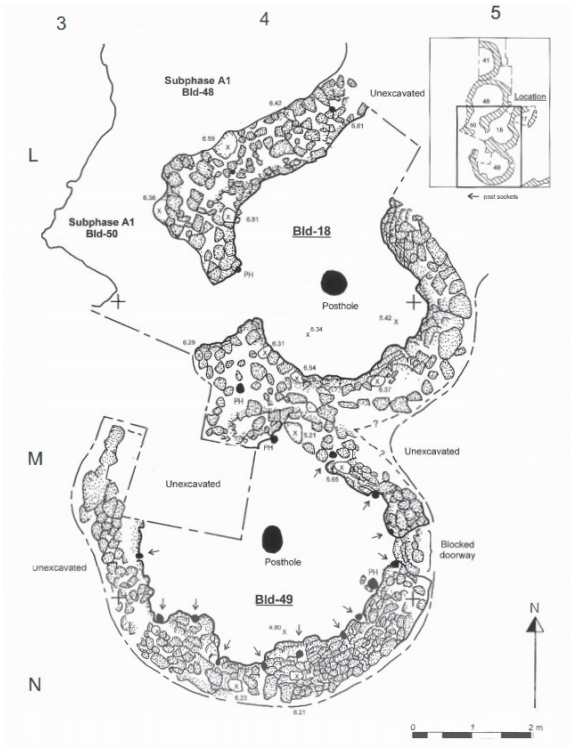 3 4 5
Subphase A1
Bld-48
6.42
Unexcavated
6.81
6.58
X
41
48
50
18
17
49
Location
← post sockets
L
6.36
X
X
6.81
Subphase A1
Bld-50
Bld-18
PH
Posthole
5.42 X
X 5.34
6.29
6.31
6.54
6.37
PH
X
5.21
?
?
PH
Unexcavated
M
X
5.65
Unexcavated
Blocked
doorway
Posthole
Unexcavated
PH
Bld-49
4.80 X
N
X
X
6.23
6.21
N
0 1 2 m